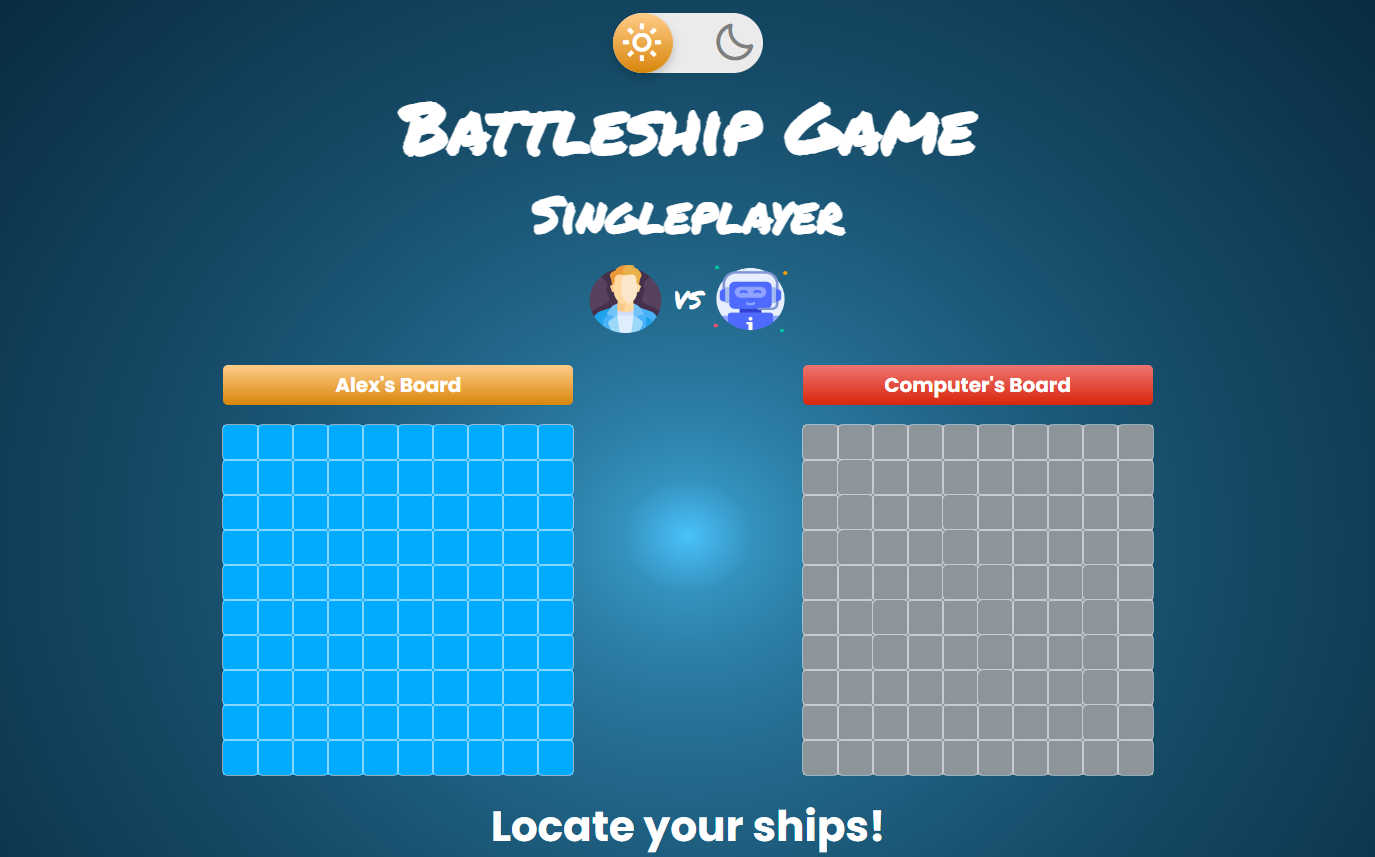 Battleship Game
Singleplayer
vs
Alex's Board
Computer's Board
Locate your ships!